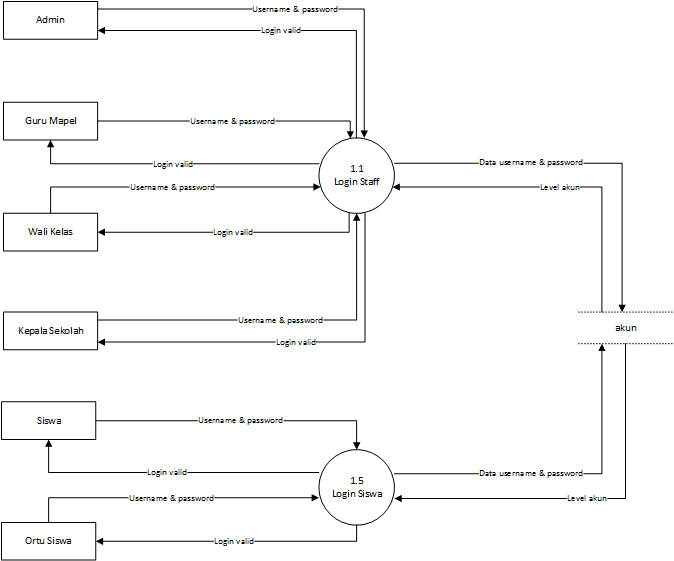 Admin
Username & password
Login valid
Guru Mapel
Username & password
Login valid
1.1
Login Staff
Data username & password
Username & password
Level akun
Wali Kelas
Login valid
Kepala Sekolah
Username & password
Login valid
akun
Siswa
Username & password
Login valid
1.5
Login Siswa
Data username & password
Username & password
Level akun
Ortu Siswa
Login valid